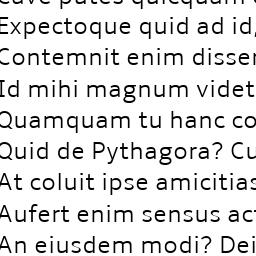 Expectoque quid ad id,
Contemnit enim disser
Id mihi magnum videt
Quamquam tu hanc co
Quid de Pythagora? Cu
At coluit ipse amicitias
Aufert enim sensus act
An eiusdem modi? Dei